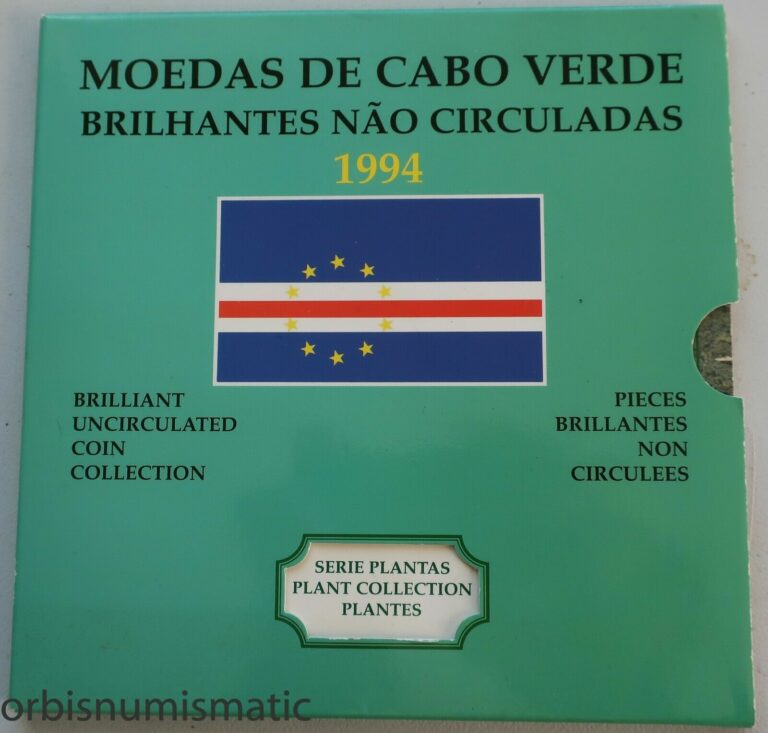 MOEDAS DE CABO VERDE
BRILHANTES NÃO CIRCULADAS
1994
BRILLIANT
UNCIRCULATED
COIN
COLLECTION
PIECES
BRILLANTES
NON
CIRCULEES
SERIE PLANTAS
PLANT COLLECTION
PLANTES
orbisnumismatic